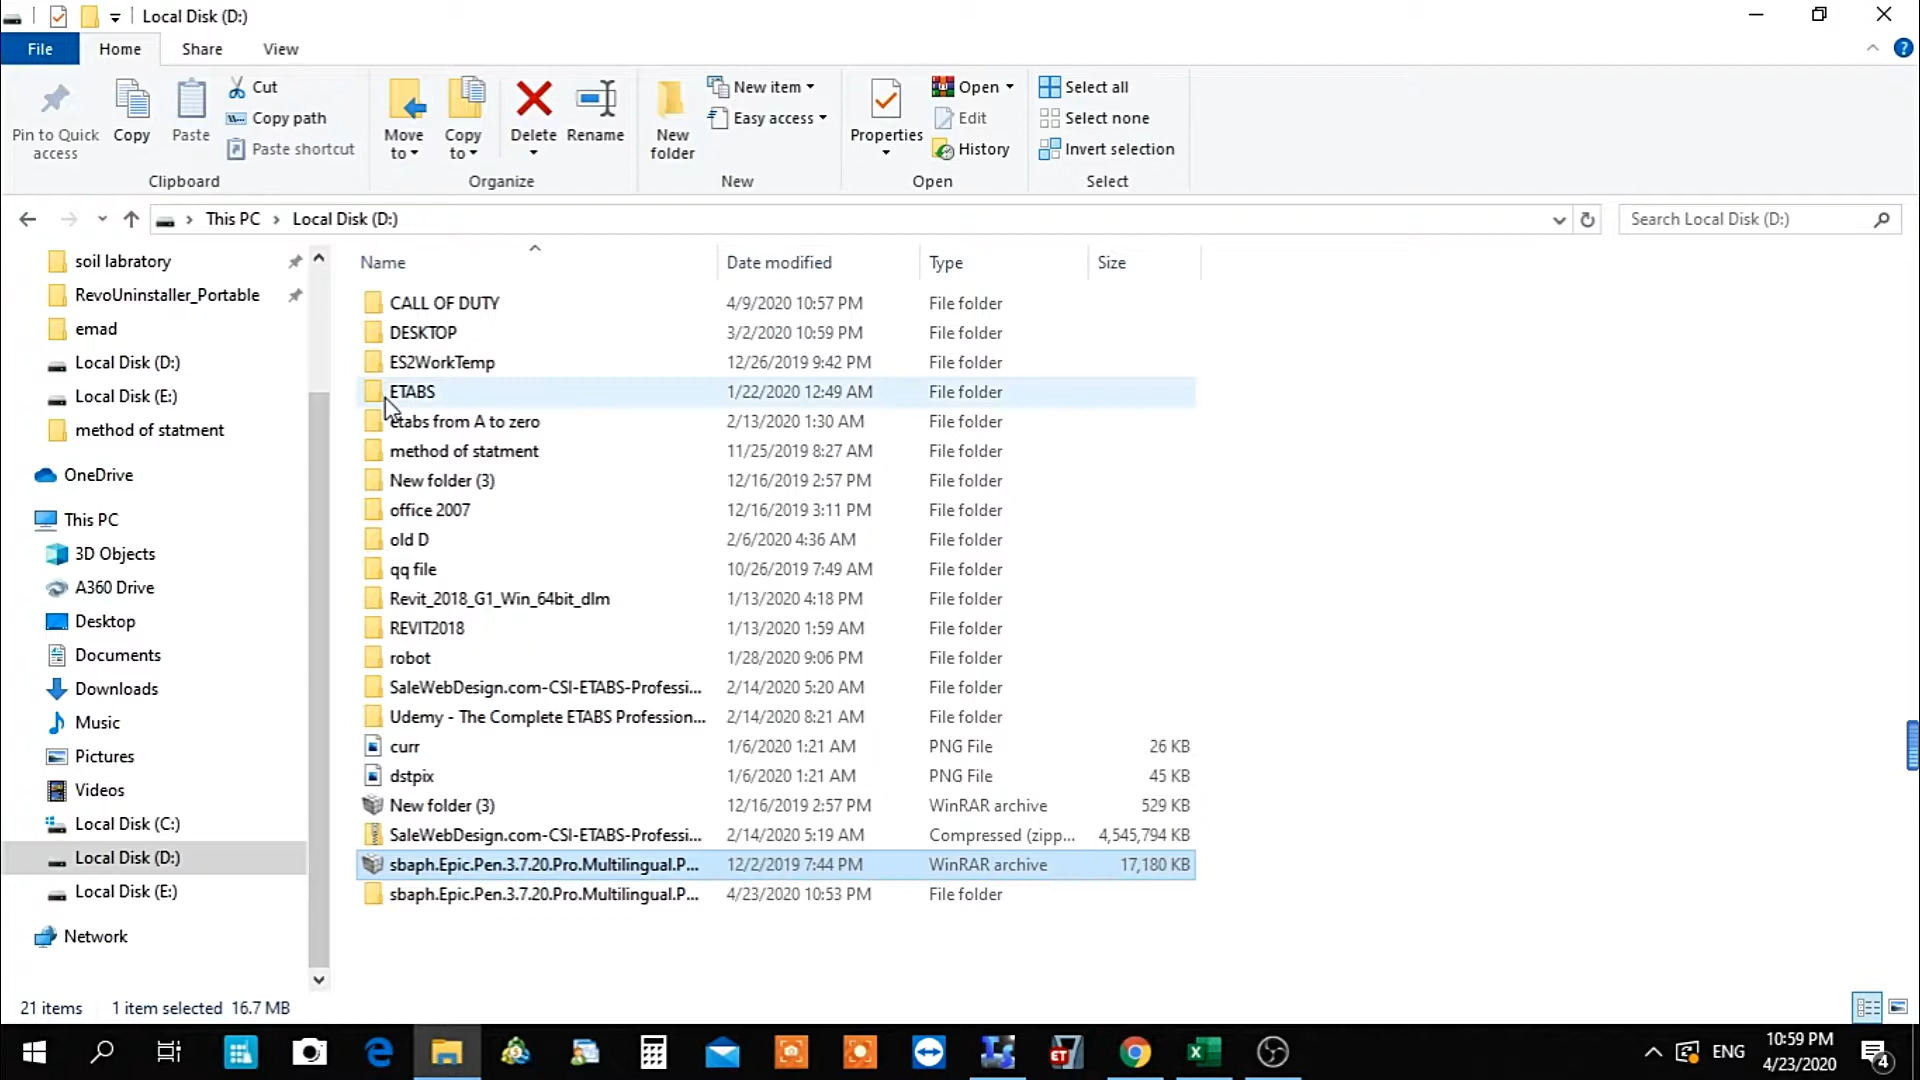 Local Disk (D:)
File Home Share View
Pin to Quick access
Copy
Paste
Cut
Copy path
Paste shortcut
Clipboard
Move to
Copy to
Delete
Rename
Organize
New folder
New item
Easy access
New
Properties
Open
Edit
History
Open
Select all
Select none
Invert selection
Select
This PC > Local Disk (D:)
Search Local Disk (D:)
soil labratory
RevoUninstaller_Portable
emad
Local Disk (D:)
Local Disk (E:)
method of statment
OneDrive
This PC
3D Objects
A360 Drive
Desktop
Documents
Downloads
Music
Pictures
Videos
Local Disk (C:)
Local Disk (D:)
Local Disk (E:)
Network
Name Date modified Type Size
CALL OF DUTY 4/9/2020 10:57 PM File folder
DESKTOP 3/2/2020 10:59 PM File folder
ES2WorkTemp 12/26/2019 9:42 PM File folder
ETABS 1/22/2020 12:49 AM File folder
etabs from A to zero 2/13/2020 1:30 AM File folder
method of statment 11/25/2019 8:27 AM File folder
New folder (3) 12/16/2019 2:57 PM File folder
office 2007 12/16/2019 3:11 PM File folder
old D 2/6/2020 4:36 AM File folder
qq file 10/26/2019 7:49 AM File folder
Revit_2018_G1_Win_64bit_dlm 1/13/2020 4:18 PM File folder
REVIT2018 1/13/2020 1:59 AM File folder
robot 1/28/2020 9:06 PM File folder
SaleWebDesign.com-CSI-ETABS-Professi... 2/14/2020 5:20 AM File folder
Udemy - The Complete ETABS Profession... 2/14/2020 8:21 AM File folder
curr 1/6/2020 1:21 AM PNG File 26 KB
dstpix 1/6/2020 1:21 AM PNG File 45 KB
New folder (3) 12/16/2019 2:57 PM WinRAR archive 529 KB
SaleWebDesign.com-CSI-ETABS-Professi... 2/14/2020 5:19 AM Compressed (zipp... 4,545,794 KB
sbaph.Epic.Pen.3.7.20.Pro.Multilingual.P... 12/2/2019 7:44 PM WinRAR archive 17,180 KB
sbaph.Epic.Pen.3.7.20.Pro.Multilingual.P... 4/23/2020 10:53 PM File folder
21 items 1 item selected 16.7 MB
ET
ENG
10:59 PM
4/23/2020
4